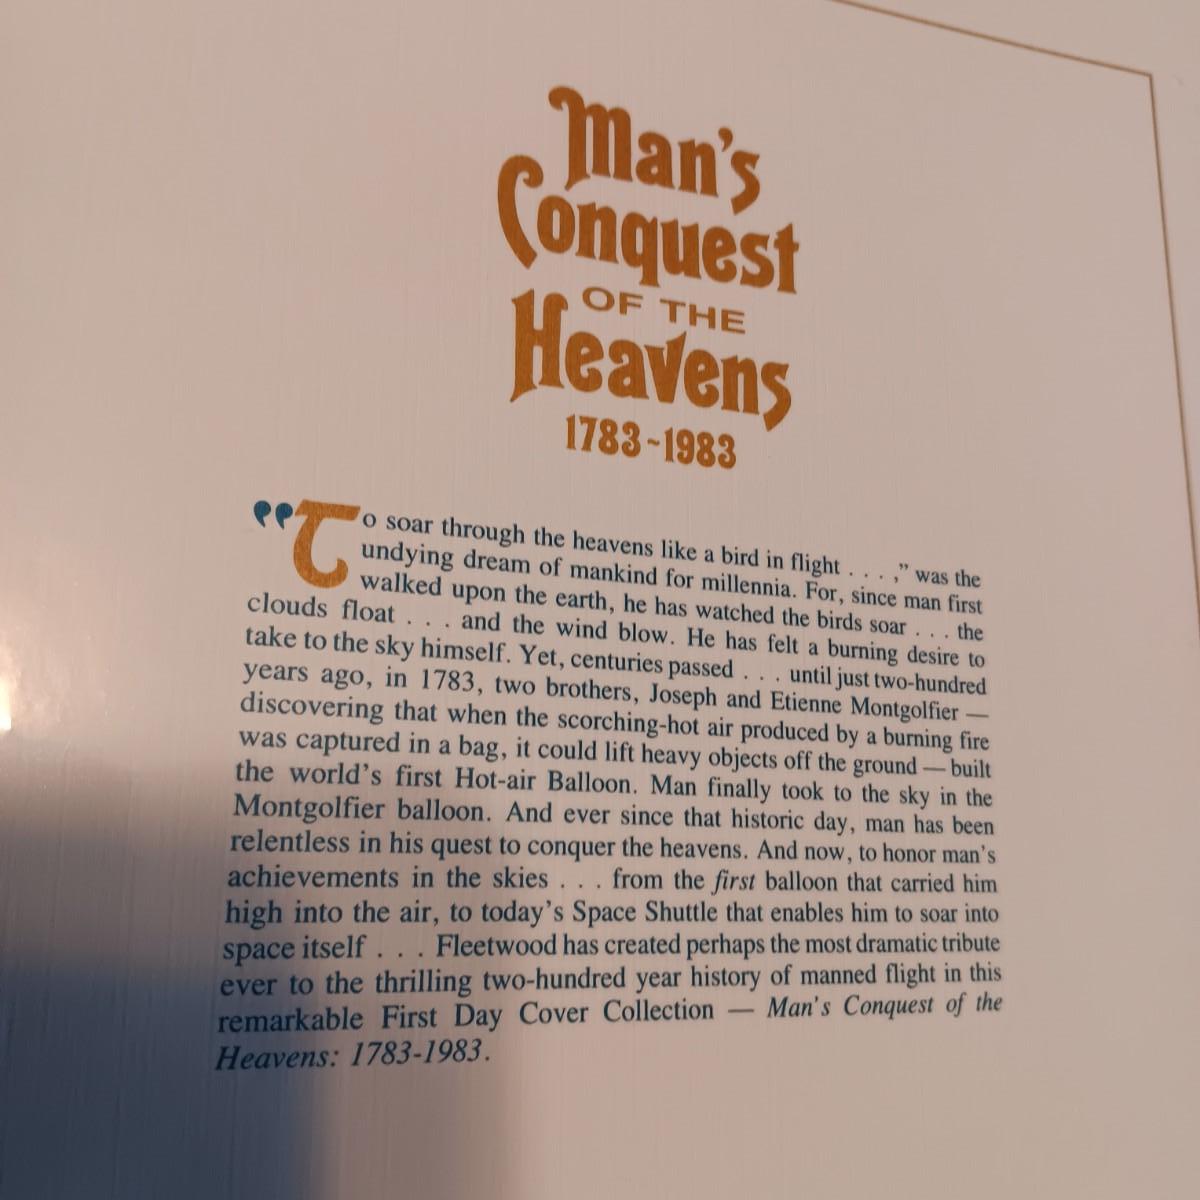 Man's
Conquest
OF THE
Heavens
1783~1983
"To soar through the heavens like a bird in flight . . . ," was the
undying dream of mankind for millennia. For, since man first
walked upon the earth, he has watched the birds soar . . . the
clouds float . . . and the wind blow. He has felt a burning desire to
take to the sky himself. Yet, centuries passed . . . until just two-hundred
years ago, in 1783, two brothers, Joseph and Etienne Montgolfier —
discovering that when the scorching-hot air produced by a burning fire
was captured in a bag, it could lift heavy objects off the ground — built
the world's first Hot-air Balloon. Man finally took to the sky in the
Montgolfier balloon. And ever since that historic day, man has been
relentless in his quest to conquer the heavens. And now, to honor man's
achievements in the skies . . . from the first balloon that carried him
high into the air, to today's Space Shuttle that enables him to soar into
space itself . . . Fleetwood has created perhaps the most dramatic tribute
ever to the thrilling two-hundred year history of manned flight in this
remarkable First Day Cover Collection — Man's Conquest of the
Heavens: 1783-1983.